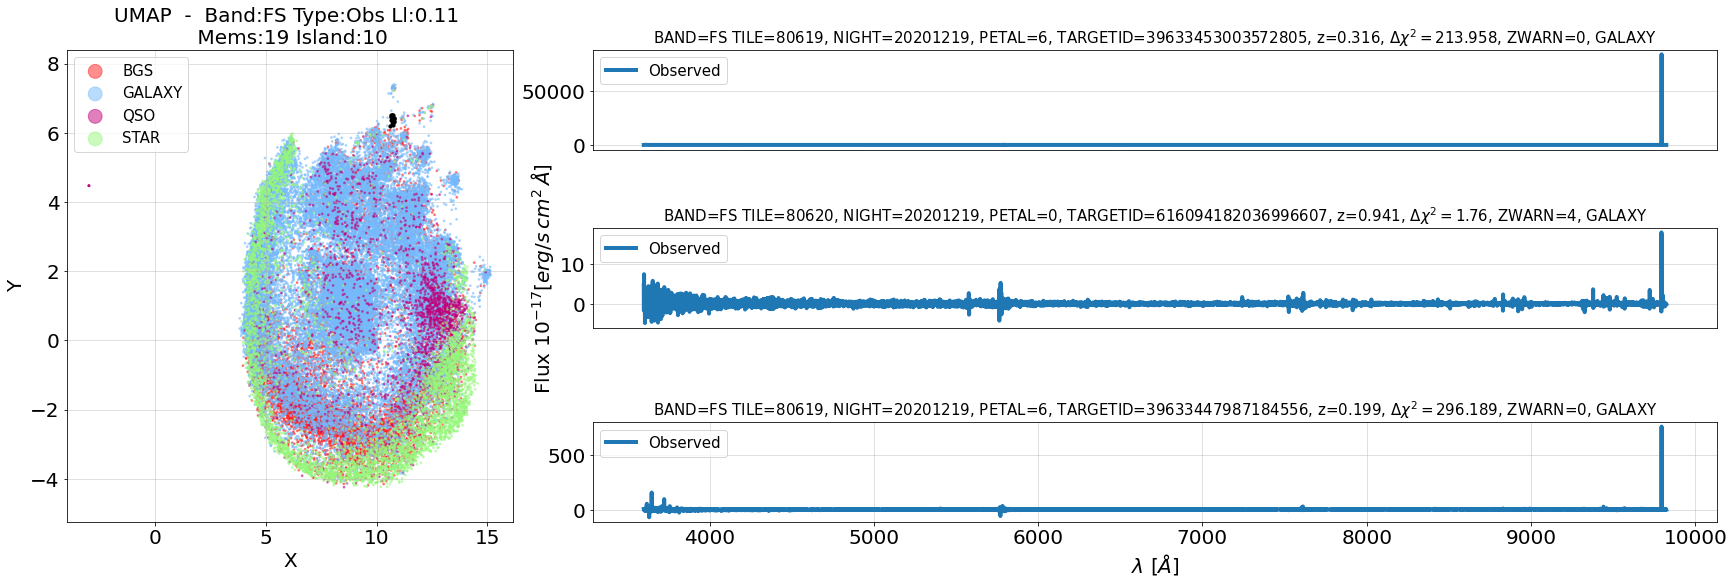 UMAP - Band:FS Type:Obs Ll:0.11
Mems:19 Island:10
8
6
4
2
0
−2
−4
Y
0
5
10
15
X
BGS
GALAXY
QSO
STAR
BAND=FS TILE=80619, NIGHT=20201219, PETAL=6, TARGETID=39633453003572805, z=0.316, Δχ² = 213.958, ZWARN=0, GALAXY
Observed
50000
0
BAND=FS TILE=80620, NIGHT=20201219, PETAL=0, TARGETID=616094182036996607, z=0.941, Δχ² = 1.76, ZWARN=4, GALAXY
Observed
10
0
Flux 10⁻¹⁷[erg/s cm² Å]
BAND=FS TILE=80619, NIGHT=20201219, PETAL=6, TARGETID=39633447987184556, z=0.199, Δχ² = 296.189, ZWARN=0, GALAXY
Observed
500
0
4000
5000
6000
7000
8000
9000
10000
λ [Å]